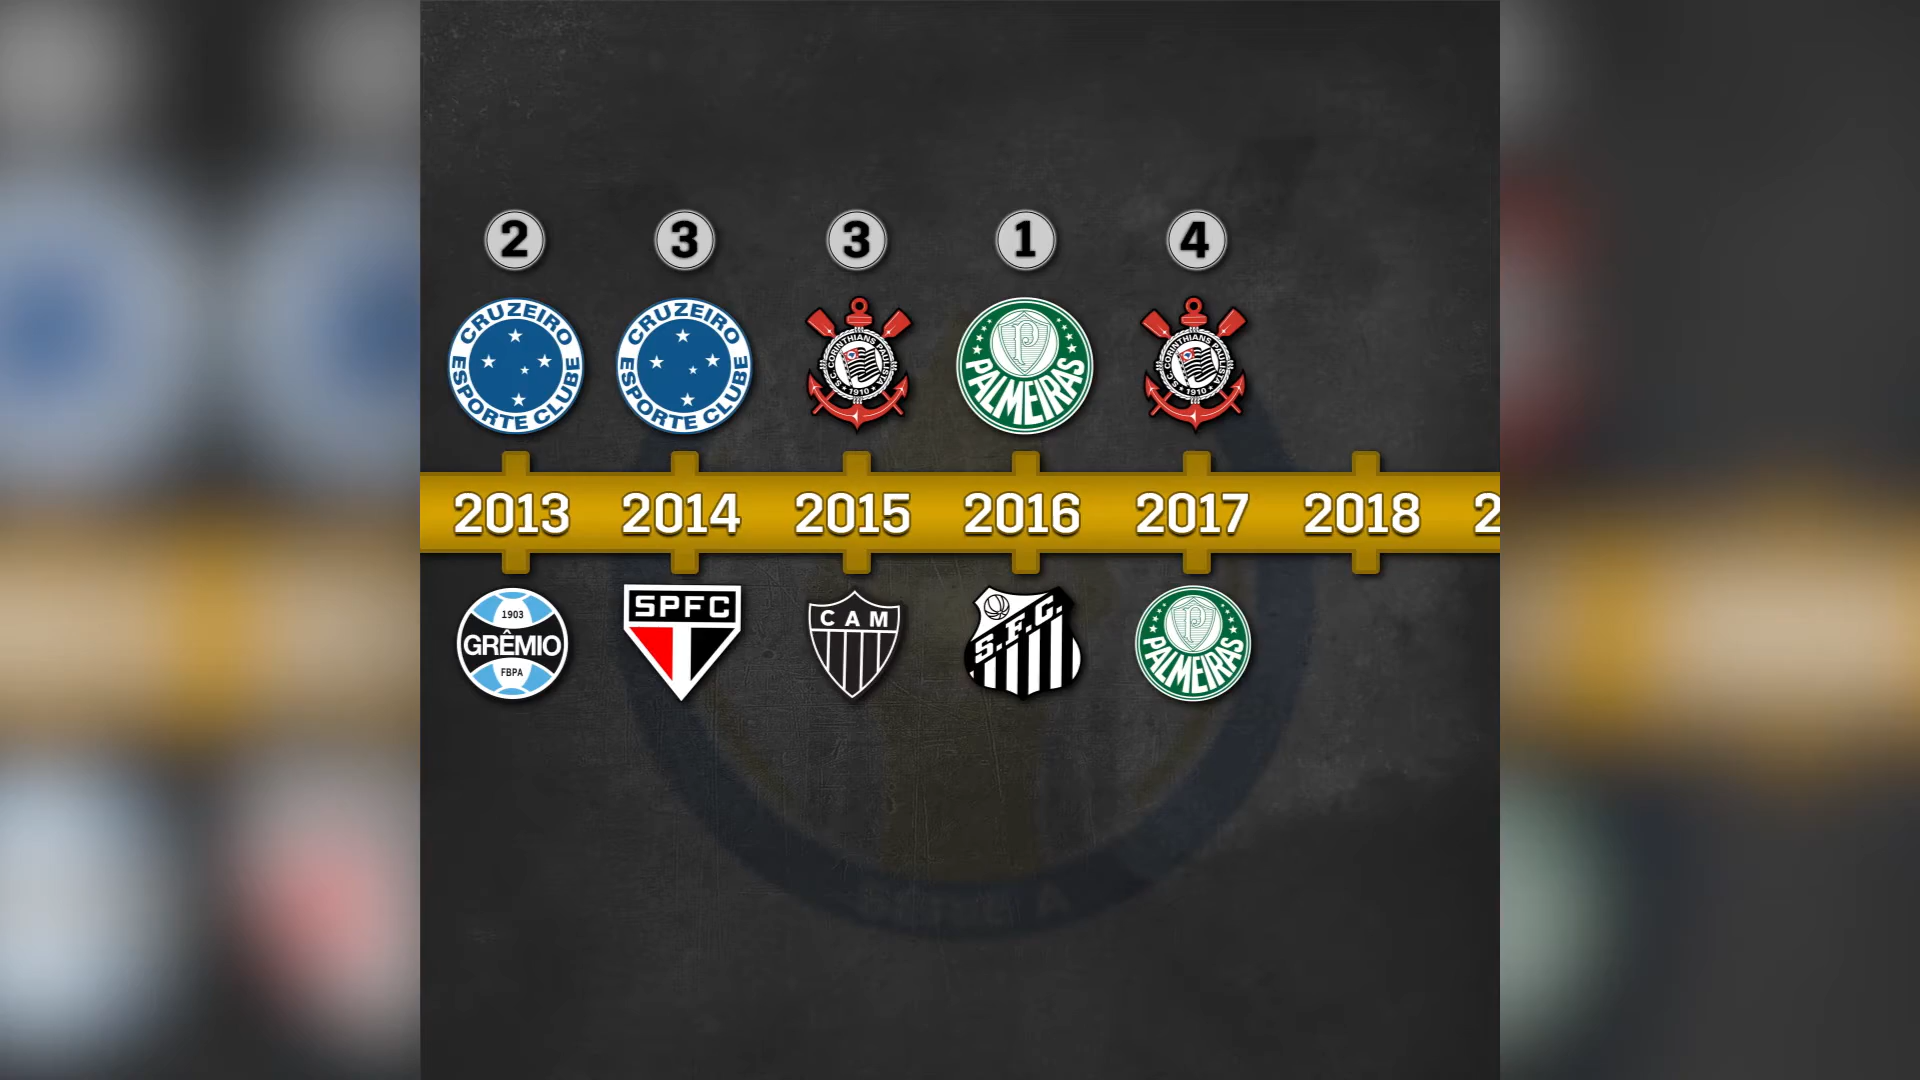 2 3 3 1 4
CRUZEIRO ESPORTE CLUBE
CRUZEIRO ESPORTE CLUBE
S.C. CORINTHIANS PAULISTA 1910
P PALMEIRAS
S.C. CORINTHIANS PAULISTA 1910
2013 2014 2015 2016 2017 2018 2
1903
GRÊMIO
FBPA
SPFC
CAM
S.F.C.
P PALMEIRAS